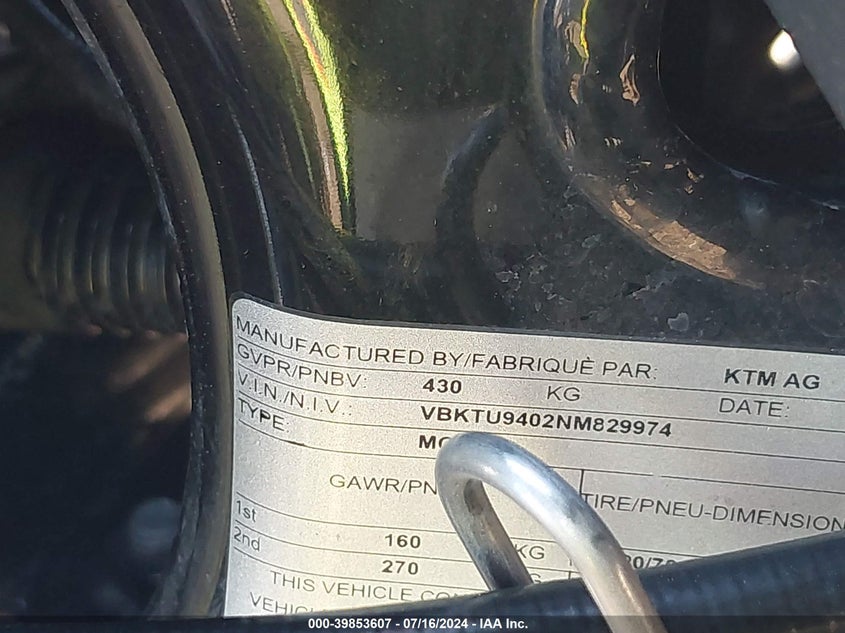 MANUFACTURED BY/FABRIQUÈ PAR: KTM AG
GVPR/PNBV: 430 KG DATE:
V.I.N./N.I.V.: VBKTU9402NM829974
TYPE:
GAWR/PN TIRE/PNEU-DIMENSION
1st 160 KG
2nd 270
THIS VEHICLE
000-39853607 - 07/16/2024 - IAA Inc.